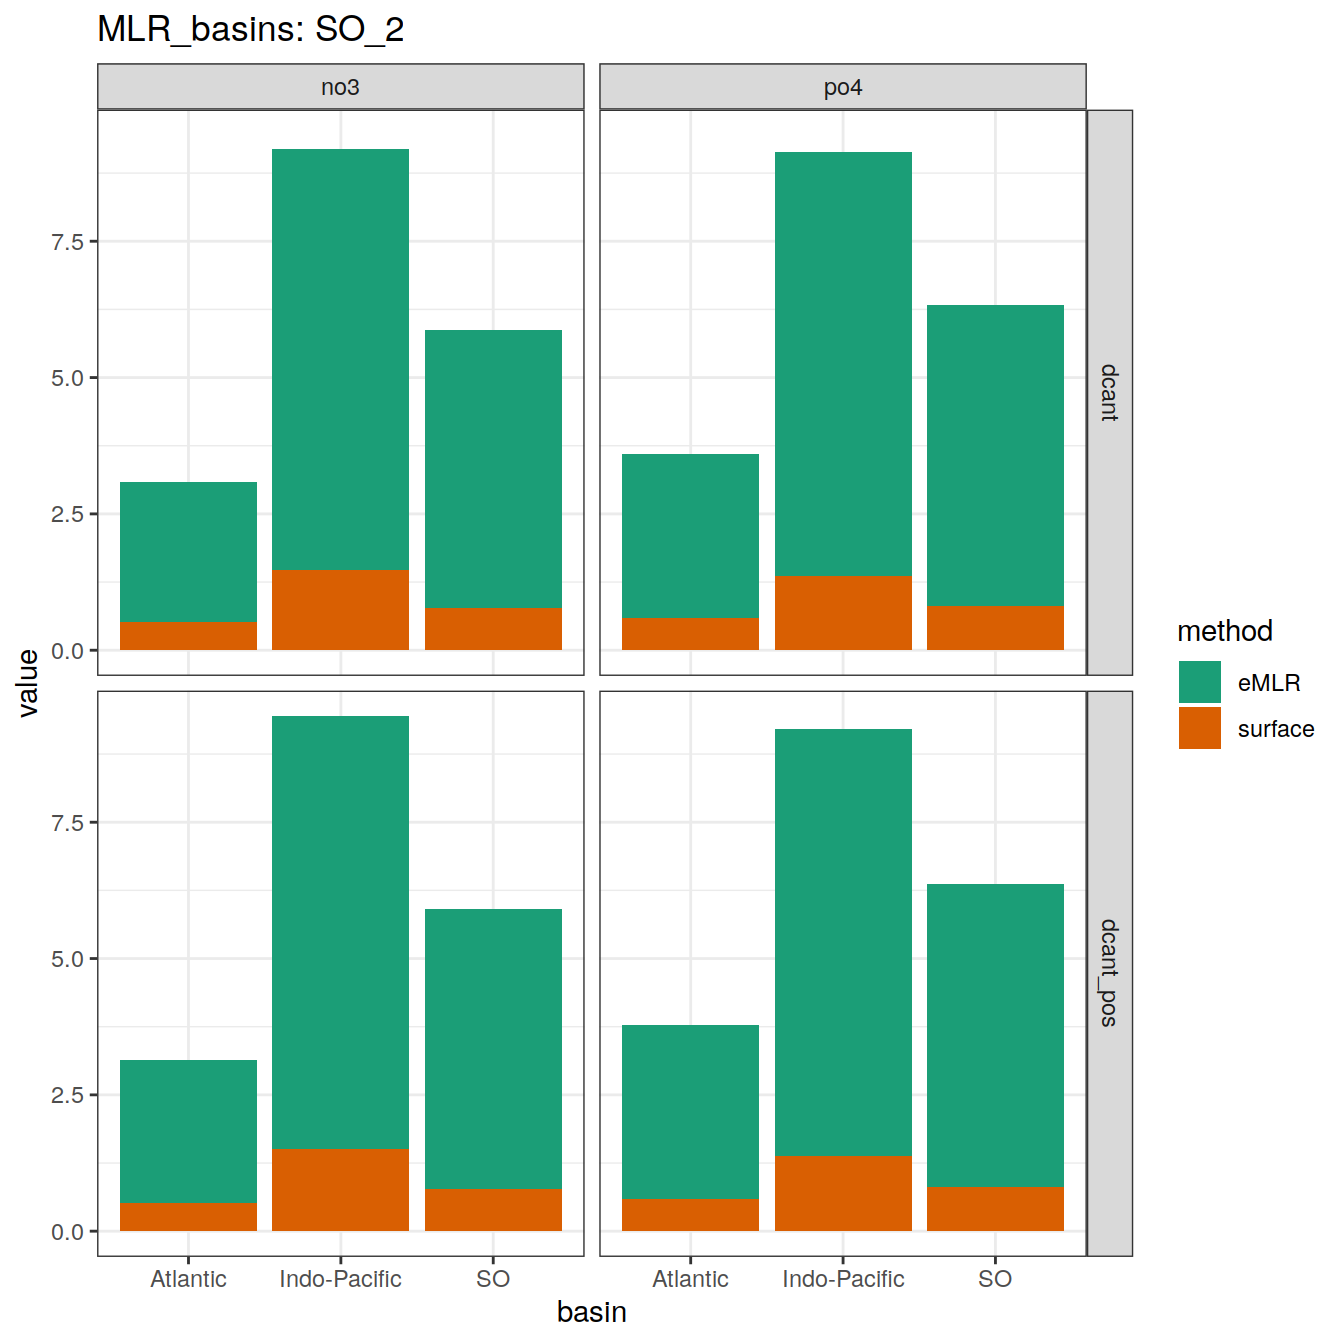 MLR_basins: SO_2
no3
po4
7.5
5.0
2.5
0.0
dcant
7.5
5.0
2.5
0.0
dcant_pos
value
Atlantic Indo-Pacific SO
Atlantic Indo-Pacific SO
basin
method
eMLR
surface